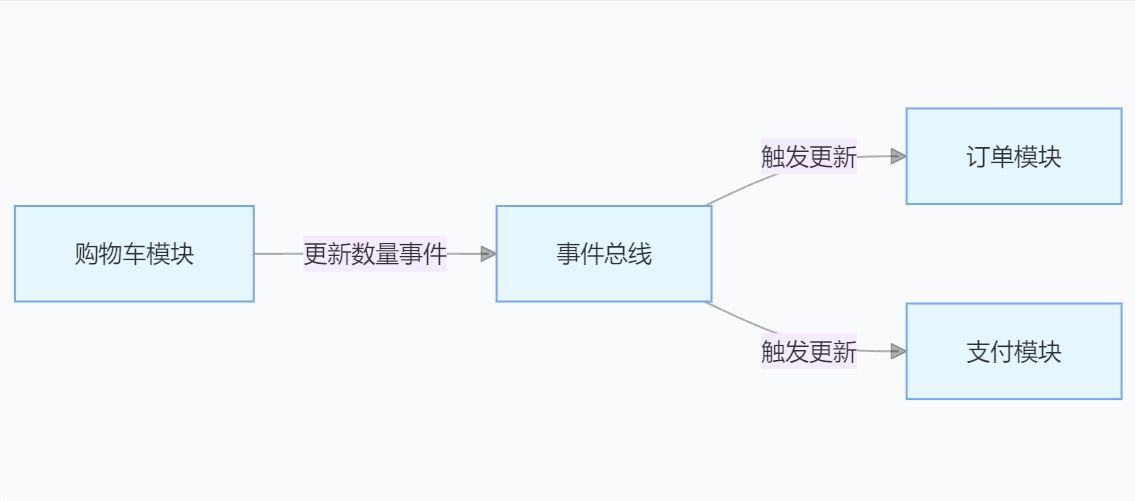 购物车模块
更新数量事件
事件总线
触发更新
订单模块
触发更新
支付模块